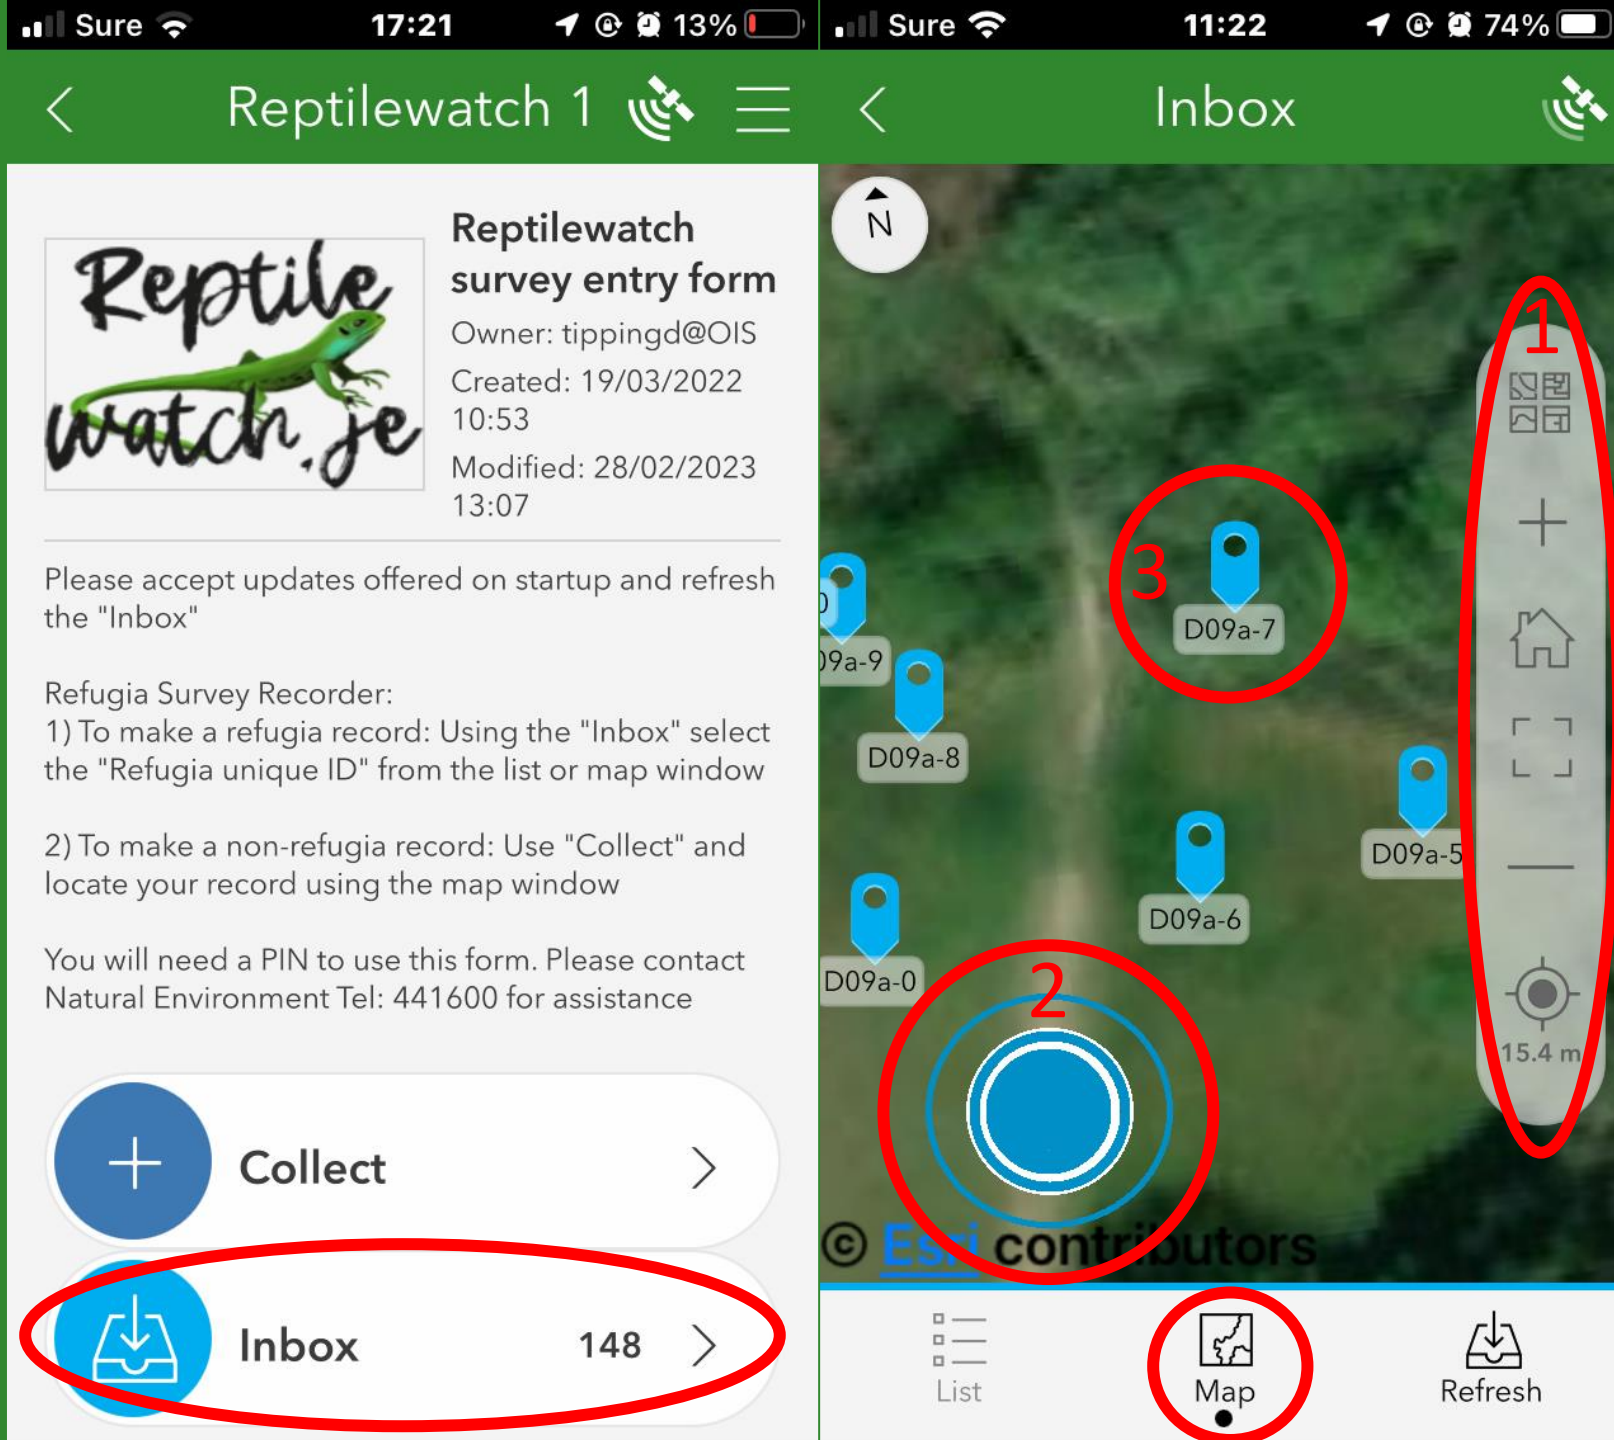 Sure 17:21 13%
Reptilewatch 1
Reptile
watch.je
Reptilewatch
survey entry form
Owner: tippingd@OIS
Created: 19/03/2022
10:53
Modified: 28/02/2023
13:07
Please accept updates offered on startup and refresh
the "Inbox"
Refugia Survey Recorder:
1) To make a refugia record: Using the "Inbox" select
the "Refugia unique ID" from the list or map window
2) To make a non-refugia record: Use "Collect" and
locate your record using the map window
You will need a PIN to use this form. Please contact
Natural Environment Tel: 441600 for assistance
Collect
Inbox 148
Sure 11:22 74%
Inbox
N
1
3
D09a-7
09a-9
D09a-8
D09a-5
D09a-6
D09a-0
2
15.4 m
© Esri contributors
List
Map
Refresh